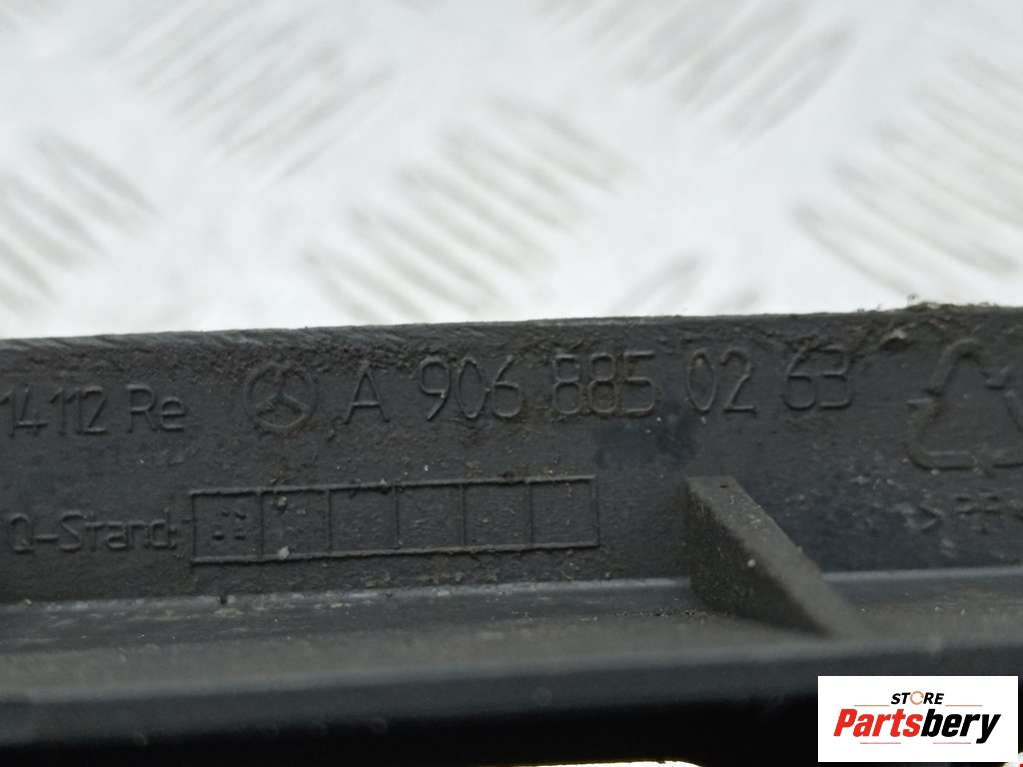 14112 Re A 906 885 02 63
Q-Stand:
STORE
Partsbery